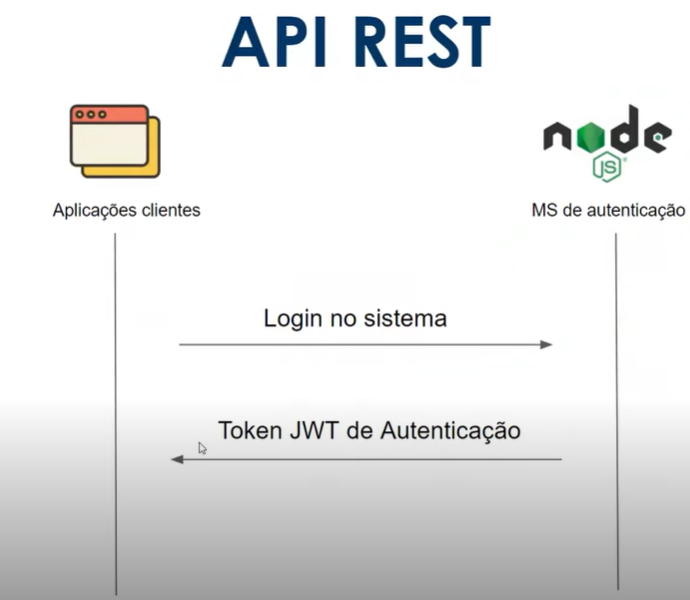 API REST
node
JS
Aplicações clientes
MS de autenticação
Login no sistema
Token JWT de Autenticação